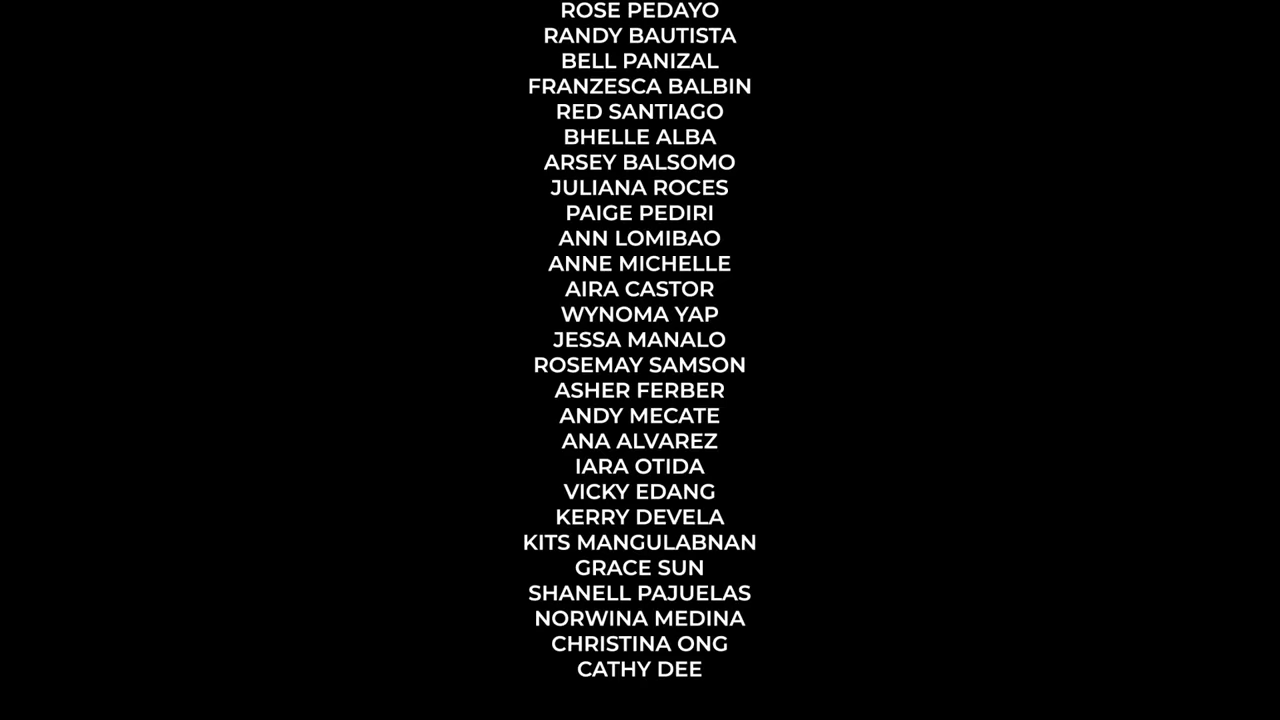 ROSE PEDAYO
RANDY BAUTISTA
BELL PANIZAL
FRANZESCA BALBIN
RED SANTIAGO
BHELLE ALBA
ARSEY BALSOMO
JULIANA ROCES
PAIGE PEDIRI
ANN LOMIBAO
ANNE MICHELLE
AIRA CASTOR
WYNOMA YAP
JESSA MANALO
ROSEMAY SAMSON
ASHER FERBER
ANDY MECATE
ANA ALVAREZ
IARA OTIDA
VICKY EDANG
KERRY DEVELA
KITS MANGULABNAN
GRACE SUN
SHANELL PAJUELAS
NORWINA MEDINA
CHRISTINA ONG
CATHY DEE